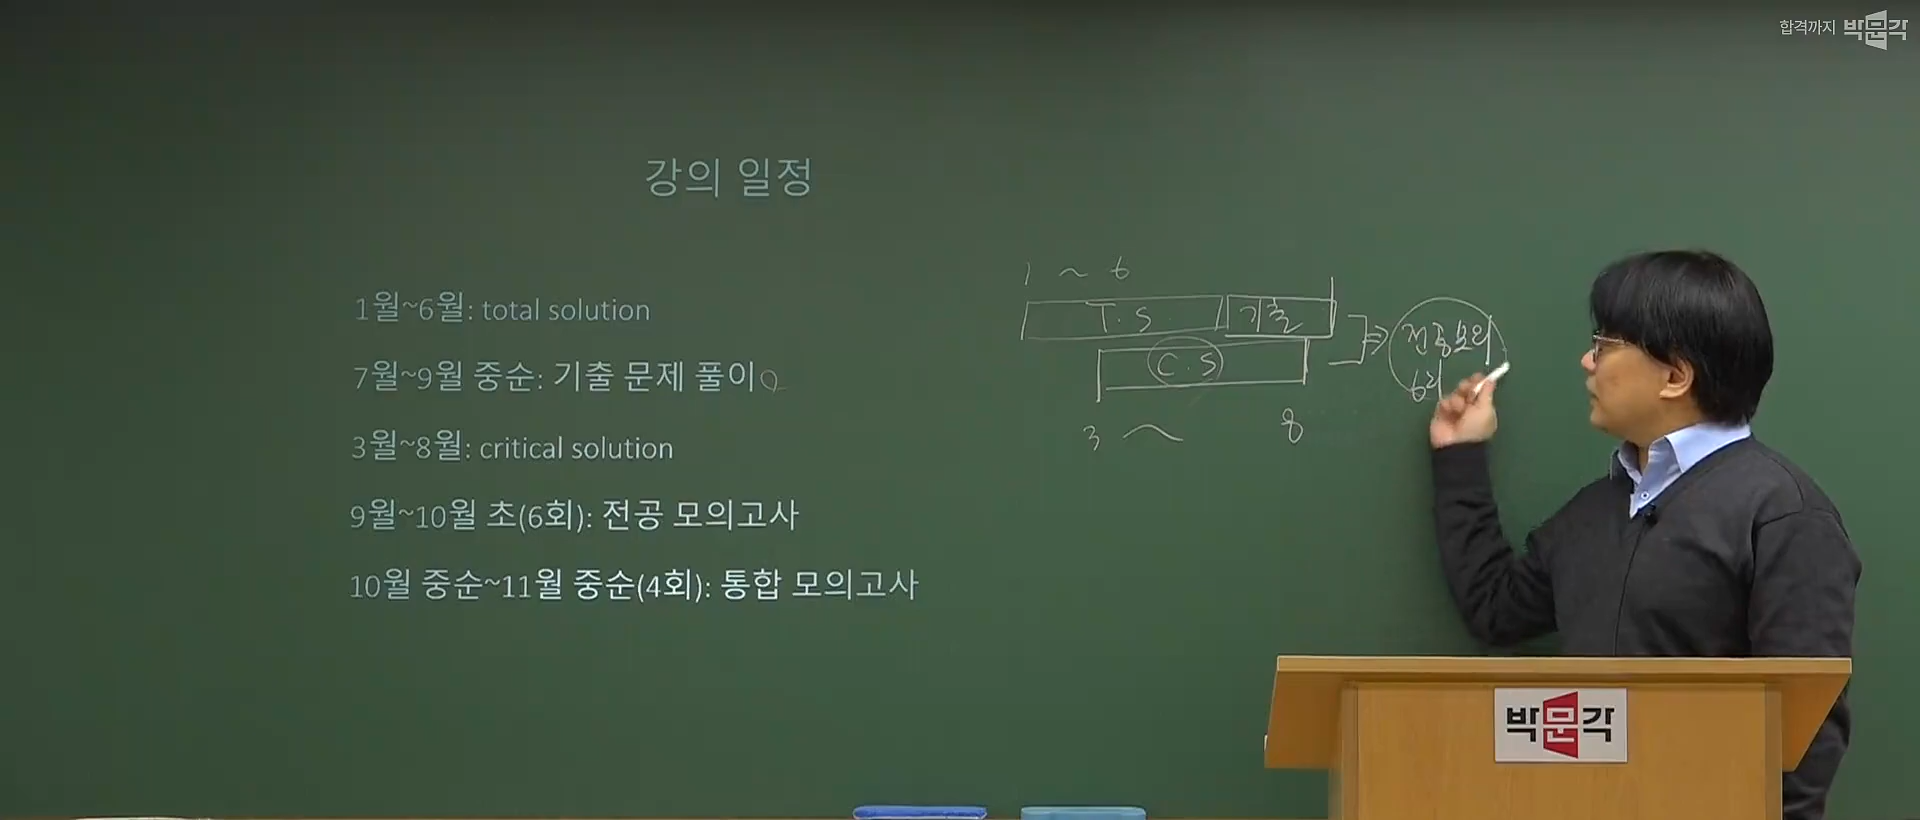 합격까지 박문각
강의 일정
1월~6월: total solution
7월~9월 중순: 기출 문제 풀이
3월~8월: critical solution
9월~10월 초(6회): 전공 모의고사
10월 중순~11월 중순(4회): 통합 모의고사
1 ~ 6
T.S. 기출
C.S
3 ~ 8
전공모의
6회
박문각